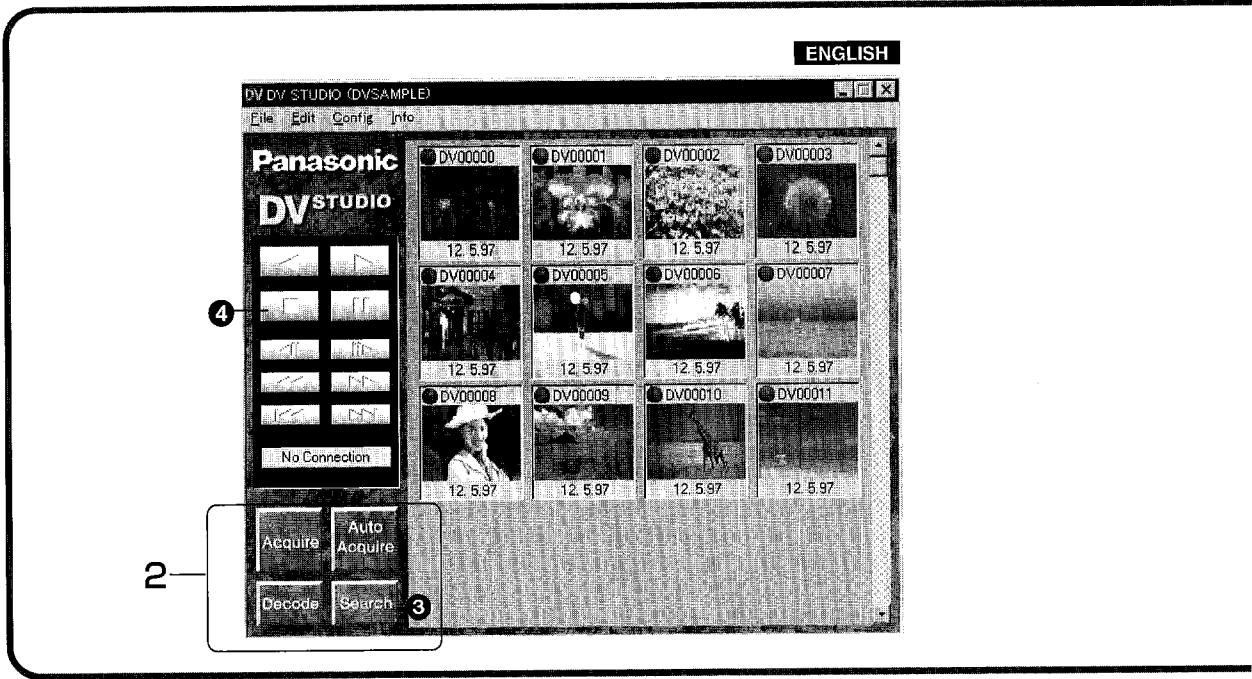 ENGLISH
DV DV STUDIO (DVSAMPLE)
File Edit Config Info
Panasonic
DV STUDIO
DV00000 DV00001 DV00002 DV00003
12. 5.97 12. 5.97 12. 5.97 12. 5.97
DV00004 DV00005 DV00006 DV00007
12. 5.97 12. 5.97 12. 5.97 12. 5.97
4
DV00008 DV00009 DV00010 DV00011
12. 5.97 12. 5.97 12. 5.97 12. 5.97
No Connection
Acquire Auto Acquire
2
Decode Search 3